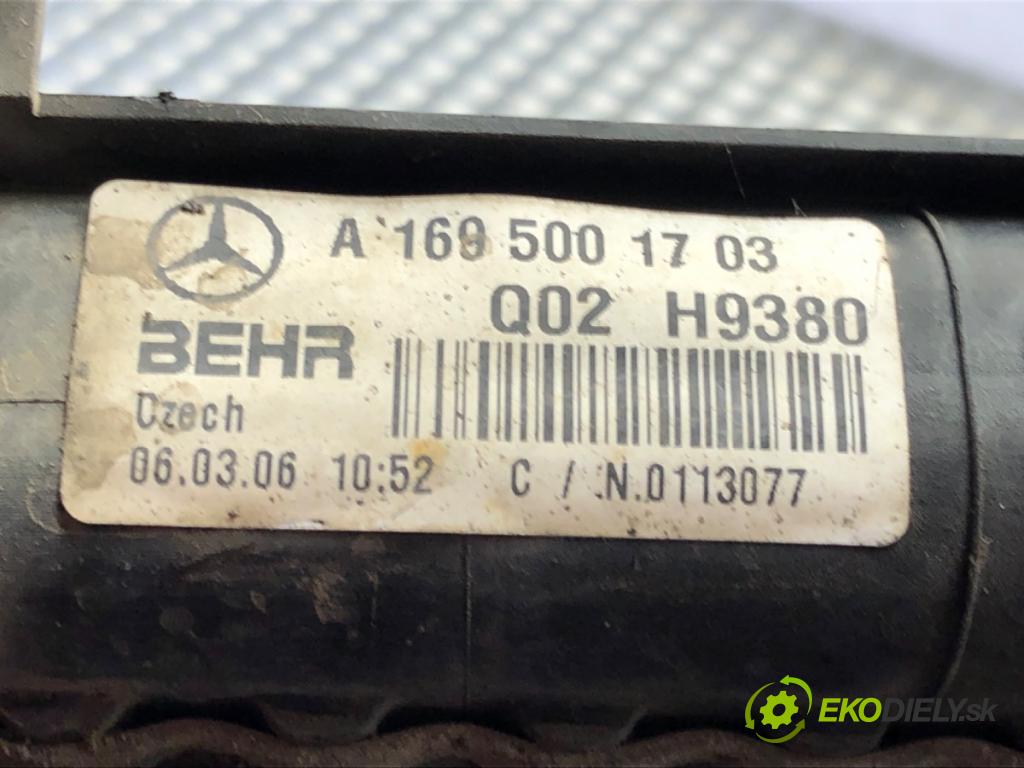 A 169 500 17 03
Q02 H9380
BEHR
Czech
06.03.06 10:52 C / .N.0113077
EKODIELY.sk